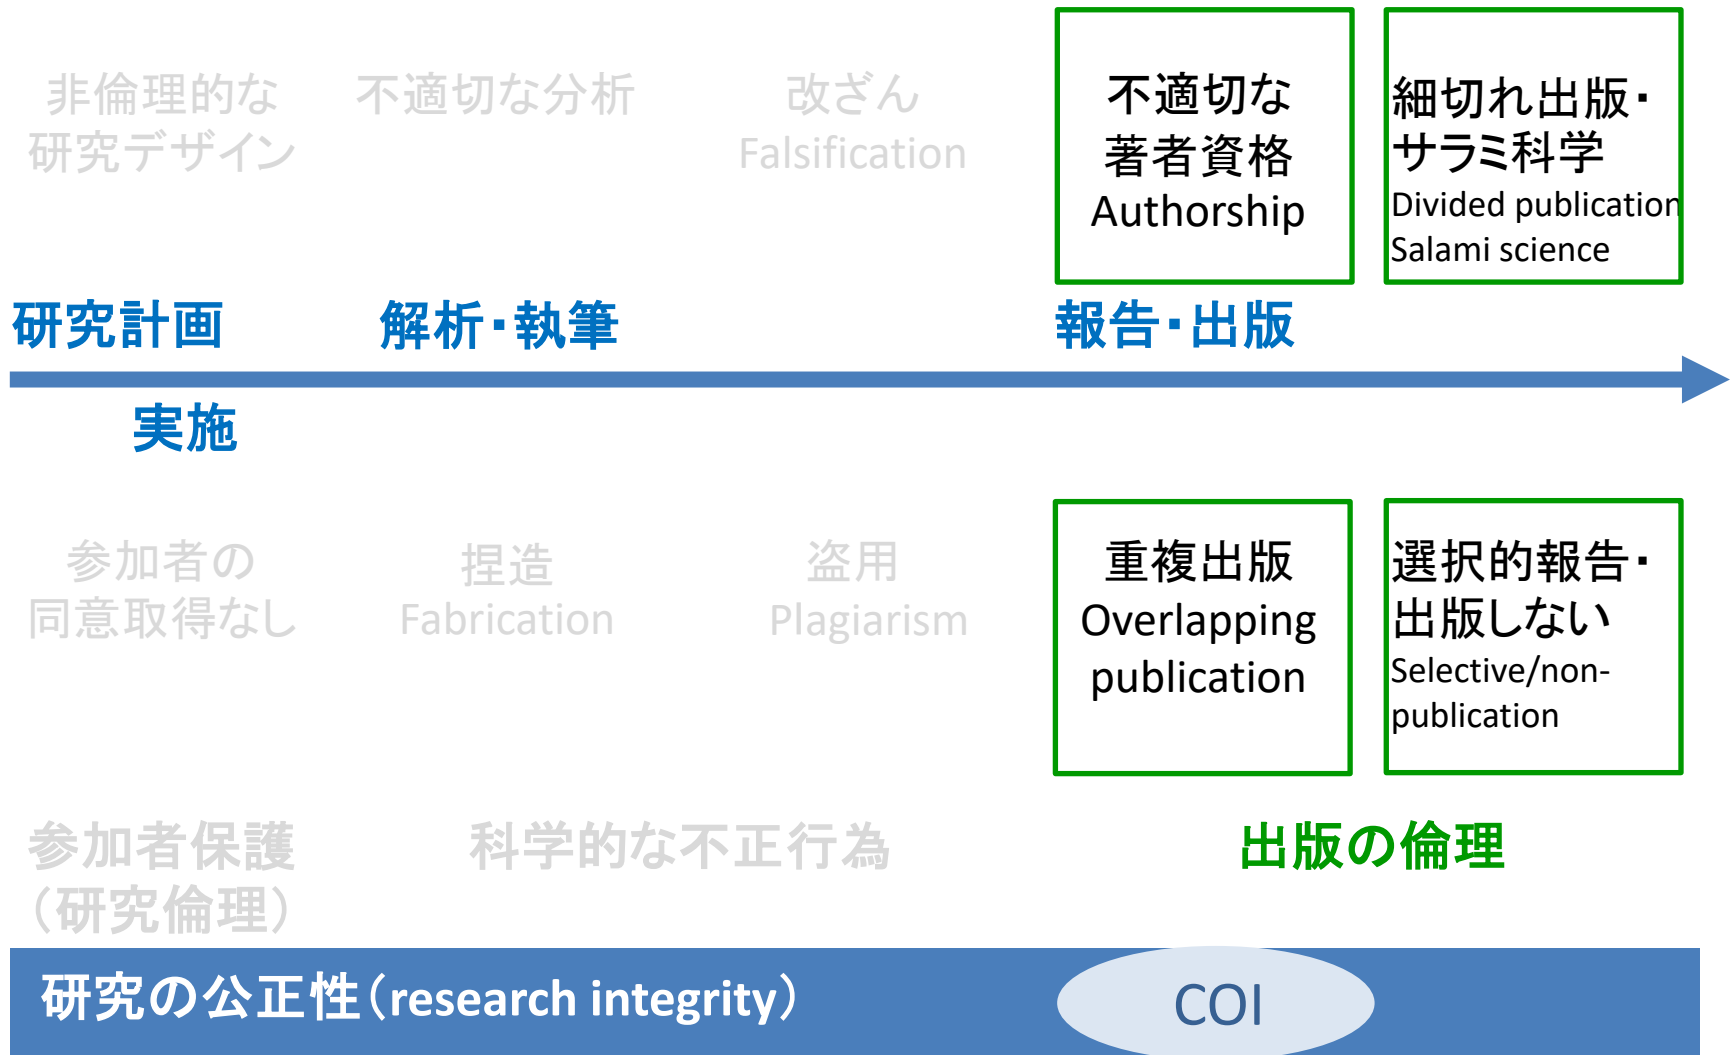 非倫理的な
研究デザイン
不適切な分析
改ざん
Falsification
不適切な
著者資格
Authorship
細切れ出版・
サラミ科学
Divided publication
Salami science
研究計画
解析・執筆
報告・出版
実施
参加者の
同意取得なし
捏造
Fabrication
盗用
Plagiarism
重複出版
Overlapping
publication
選択的報告・
出版しない
Selective/non-
publication
参加者保護
（研究倫理）
科学的な不正行為
出版の倫理
研究の公正性（research integrity）
COI